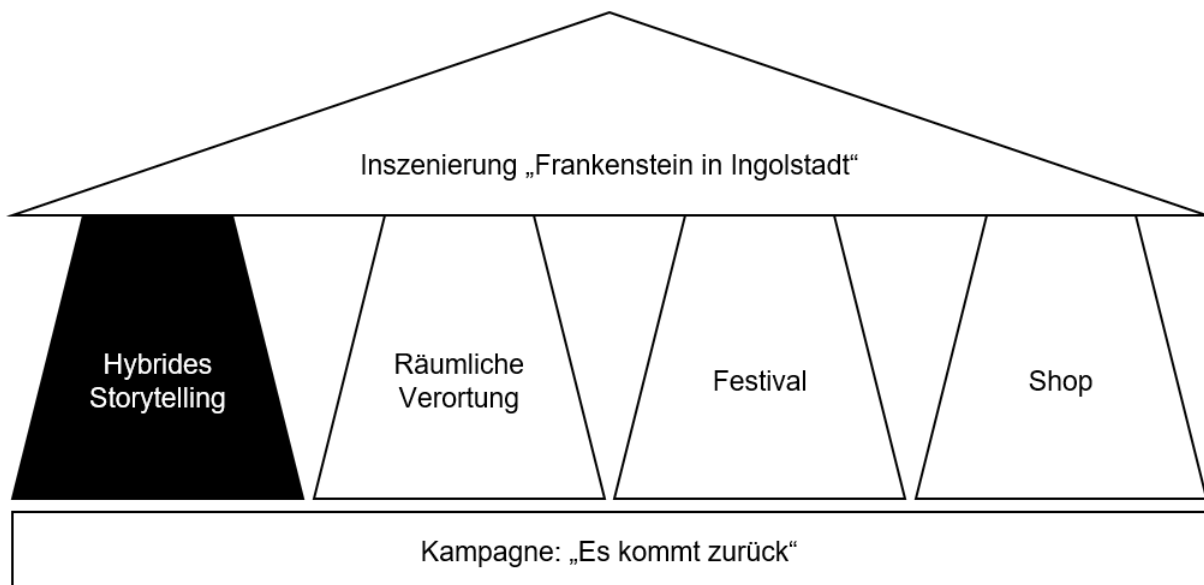 Inszenierung „Frankenstein in Ingolstadt“
Hybrides
Storytelling
Räumliche
Verortung
Festival
Shop
Kampagne: „Es kommt zurück“